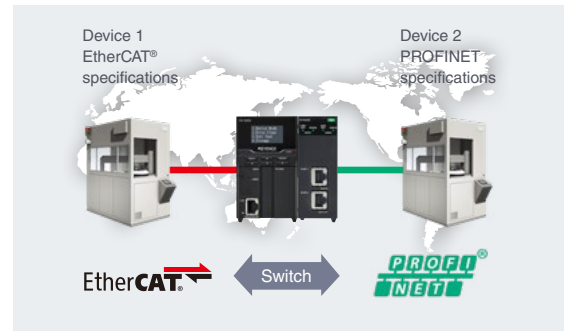 Device 1
EtherCAT®
specifications
Device 2
PROFINET
specifications
KEYENCE
EtherCAT®
Switch
PROFI®
NET